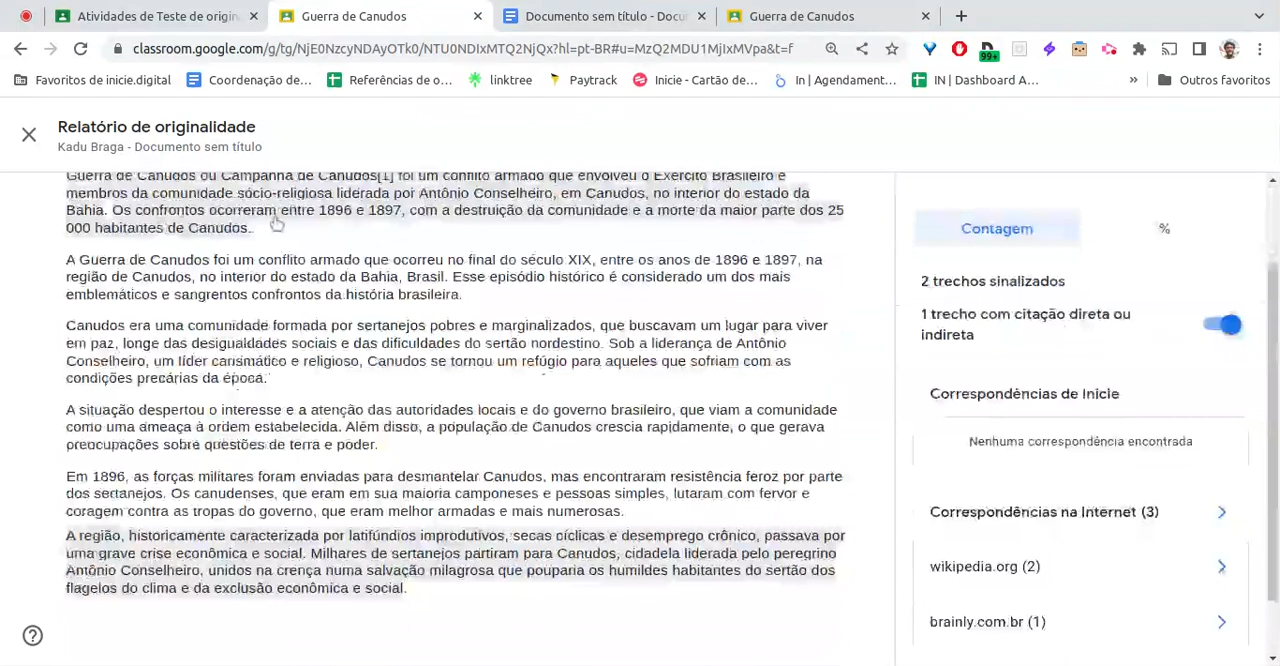 Atividades de Teste de origin
Guerra de Canudos
Documento sem título - Docu
Guerra de Canudos
classroom.google.com/g/tg/NjE0NzcyNDAyOTk0/NTU0NDIxMTQ2NjQx?hl=pt-BR#u=MzQ2MDU1MjIxMVpa&t=f
99+
Favoritos de inicie.digital
Coordenação de...
Referências de o...
linktree
Paytrack
Inicie - Cartão de...
In | Agendament...
IN | Dashboard A...
»
Outros favoritos
Relatório de originalidade
Kadu Braga - Documento sem título
Guerra de Canudos ou Campanha de Canudos[1] foi um conflito armado que envolveu o Exército Brasileiro e
membros da comunidade sócio-religiosa liderada por Antônio Conselheiro, em Canudos, no interior do estado da
Bahia. Os confrontos ocorreram entre 1896 e 1897, com a destruição da comunidade e a morte da maior parte dos 25
000 habitantes de Canudos..
A Guerra de Canudos foi um conflito armado que ocorreu no final do século XIX, entre os anos de 1896 e 1897, na
região de Canudos, no interior do estado da Bahia, Brasil. Esse episódio histórico é considerado um dos mais
emblemáticos e sangrentos confrontos da história brasileira.
Canudos era uma comunidade formada por sertanejos pobres e marginalizados, que buscavam um lugar para viver
em paz, longe das desigualdades sociais e das dificuldades do sertão nordestino. Sob a liderança de Antônio
Conselheiro, um líder carismático e religioso, Canudos se tornou um refúgio para aqueles que sofriam com as
condições precárias da época.
A situação despertou o interesse e a atenção das autoridades locais e do governo brasileiro, que viam a comunidade
como uma ameaça à ordem estabelecida. Além disso, a população de Canudos crescia rapidamente, o que gerava
preocupações sobre questões de terra e poder.
Em 1896, as forças militares foram enviadas para desmantelar Canudos, mas encontraram resistência feroz por parte
dos sertanejos. Os canudenses, que eram em sua maioria camponeses e pessoas simples, lutaram com fervor e
coragem contra as tropas do governo, que eram melhor armadas e mais numerosas.
A região, historicamente caracterizada por latifúndios improdutivos, secas cíclicas e desemprego crônico, passava por
uma grave crise econômica e social. Milhares de sertanejos partiram para Canudos, cidadela liderada pelo peregrino
Antônio Conselheiro, unidos na crença numa salvação milagrosa que pouparia os humildes habitantes do sertão dos
flagelos do clima e da exclusão econômica e social.
Contagem
%
2 trechos sinalizados
1 trecho com citação direta ou
indireta
Correspondências de Inicie
Nenhuma correspondência encontrada
Correspondências na Internet (3)
wikipedia.org (2)
brainly.com.br (1)